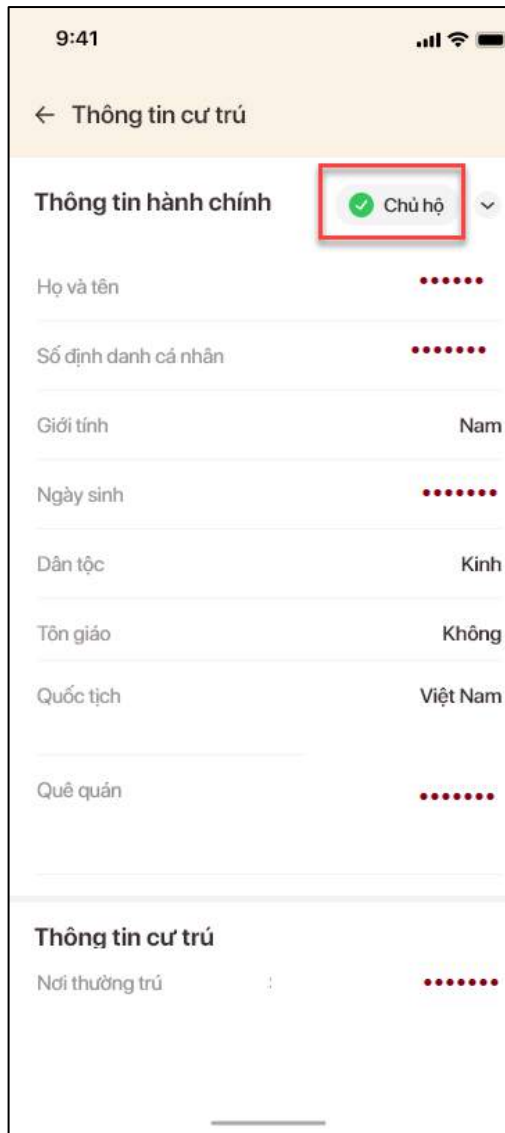 9:41
← Thông tin cư trú
Thông tin hành chính Chủ hộ
Họ và tên ••••••
Số định danh cá nhân •••••••
Giới tính Nam
Ngày sinh •••••••
Dân tộc Kinh
Tôn giáo Không
Quốc tịch Việt Nam
Quê quán •••••••
Thông tin cư trú
Nơi thường trú : •••••••